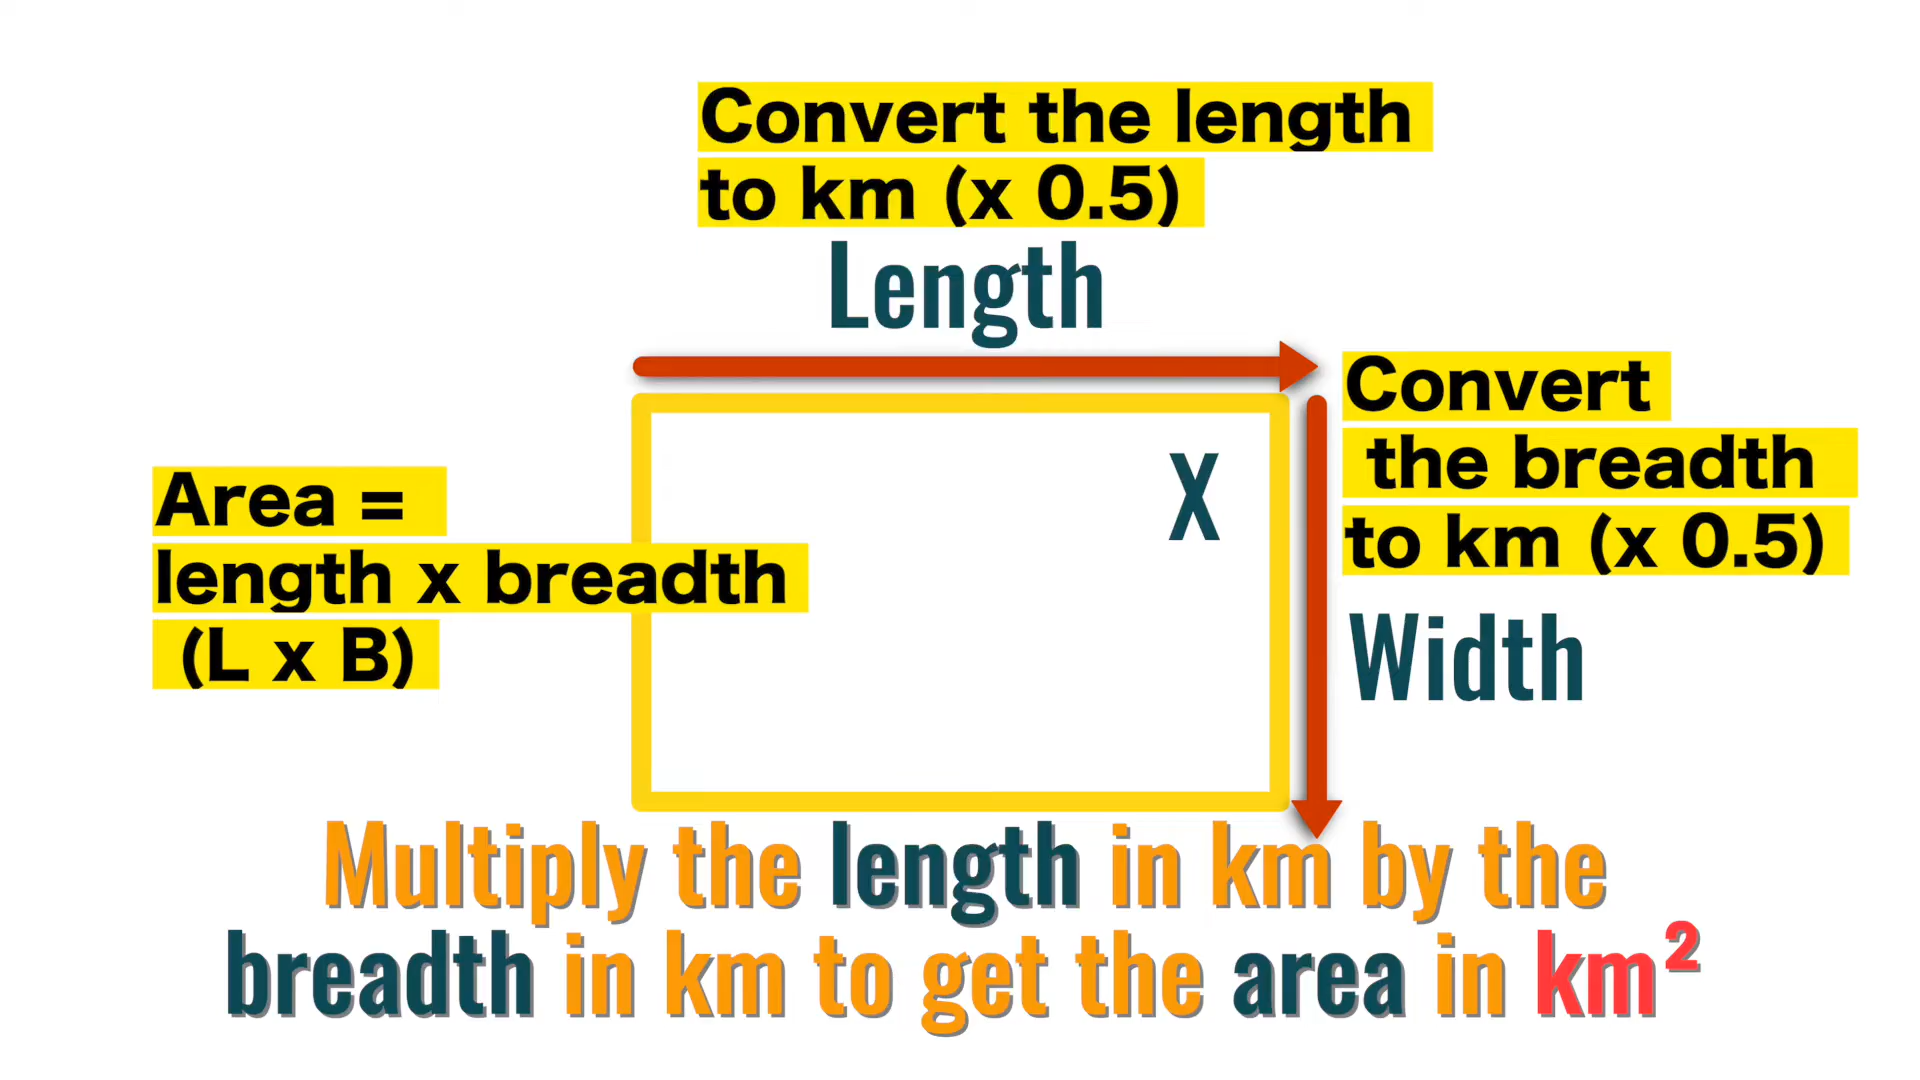 Convert the length
to km (x 0.5)
Length
Convert
the breadth
to km (x 0.5)
X
Area =
length x breadth
(L x B)
Width
Multiply the length in km by the
breadth in km to get the area in km²